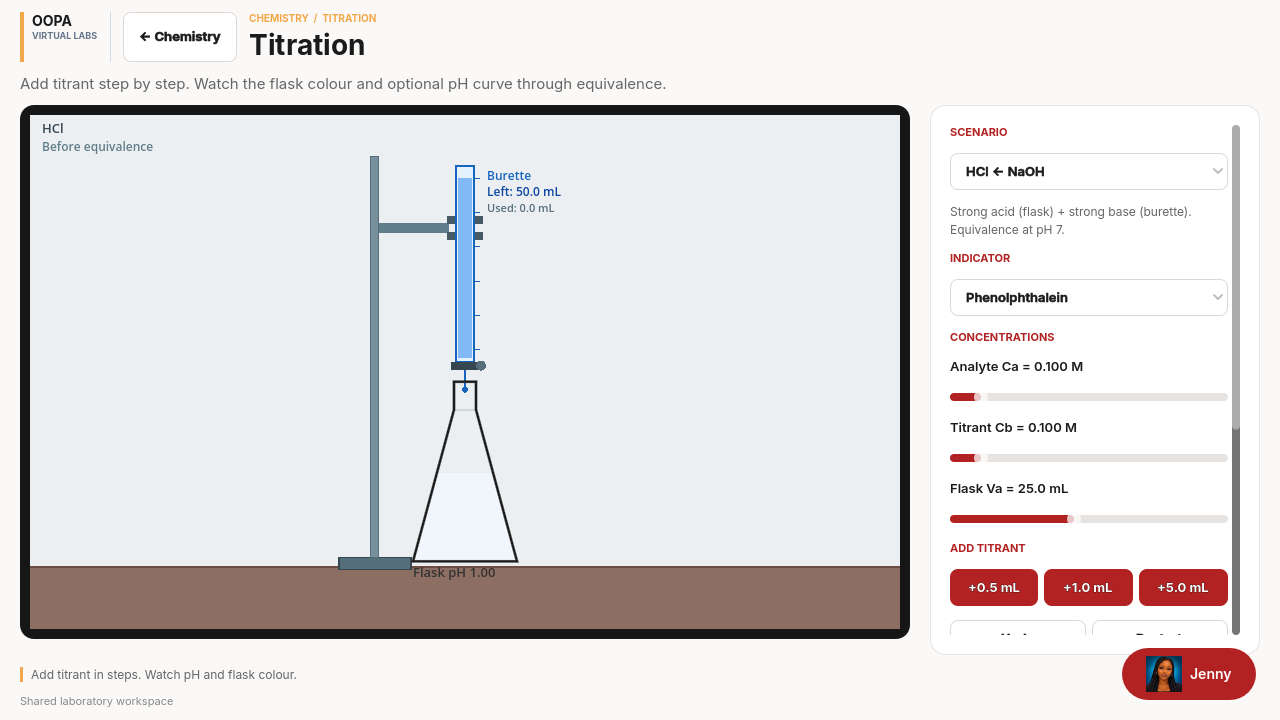 OOPA
VIRTUAL LABS
← Chemistry
CHEMISTRY / TITRATION
Titration
Add titrant step by step. Watch the flask colour and optional pH curve through equivalence.
HCl
Before equivalence
Burette
Left: 50.0 mL
Used: 0.0 mL
Flask pH 1.00
SCENARIO
HCl ← NaOH
Strong acid (flask) + strong base (burette).
Equivalence at pH 7.
INDICATOR
Phenolphthalein
CONCENTRATIONS
Analyte Ca = 0.100 M
Titrant Cb = 0.100 M
Flask Va = 25.0 mL
ADD TITRANT
+0.5 mL
+1.0 mL
+5.0 mL
Add titrant in steps. Watch pH and flask colour.
Shared laboratory workspace
Jenny